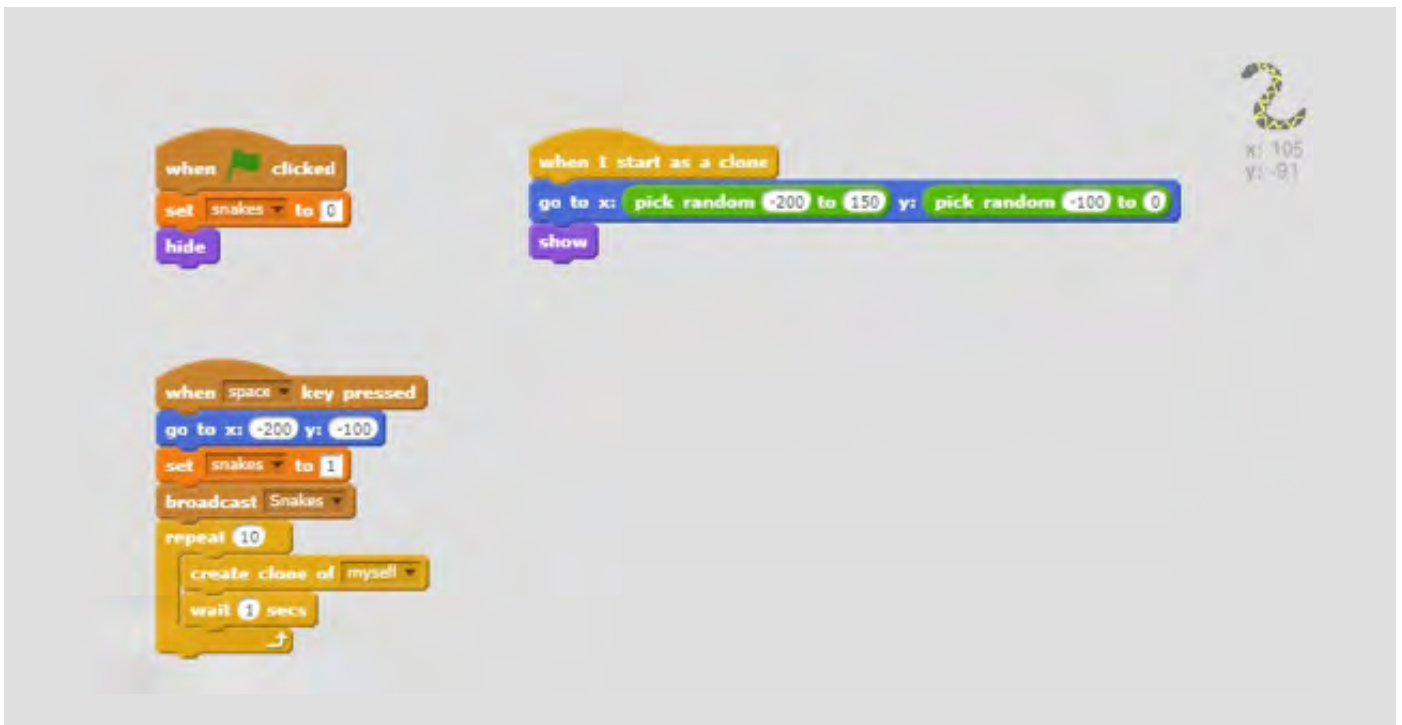 when clicked
set snakes to 0
hide
when I start as a clone
go to x: pick random -200 to 150 y: pick random -100 to 0
show
x: 105
y: -91
when space key pressed
go to x: -200 y: -100
set snakes to 1
broadcast Snakes
repeat 10
create clone of myself
wait 1 secs